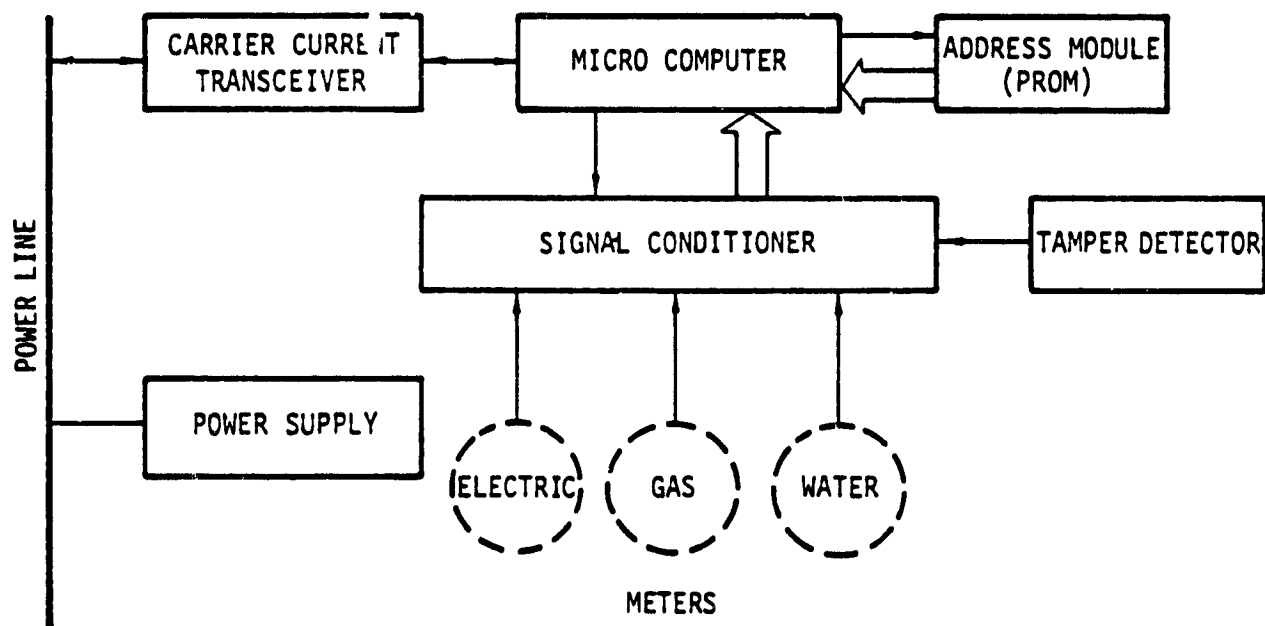 CARRIER CURRENT
TRANSCEIVER
MICRO COMPUTER
ADDRESS MODULE
(PROM)
SIGNAL CONDITIONER
TAMPER DETECTOR
POWER LINE
POWER SUPPLY
ELECTRIC
GAS
WATER
METERS